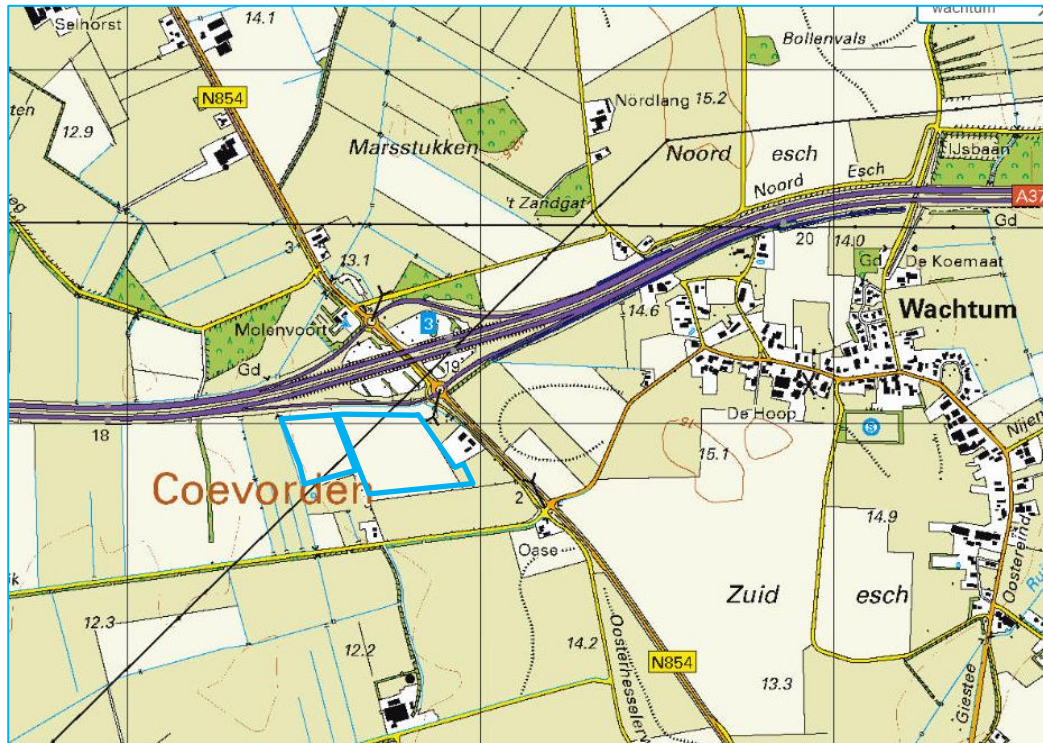 14.1
wachtum
Selhorst
Bollenvals
N854
Nördlang
15.2
ten
12.9
Marsstukken
Noord esch
IJsbaan
Noord Esch
't Zandgat
A37
Gd
20
14.0
3
13.1
Gd
De Koemaat
14.6
Wachtum
3
Molenvoort
19
Gd
De Hoop
18
S
15
15.1
Coevorden
2
14.9
Oase
Oostereind
Zuid esch
12.3
14.2
12.2
N854
13.3
Giestee